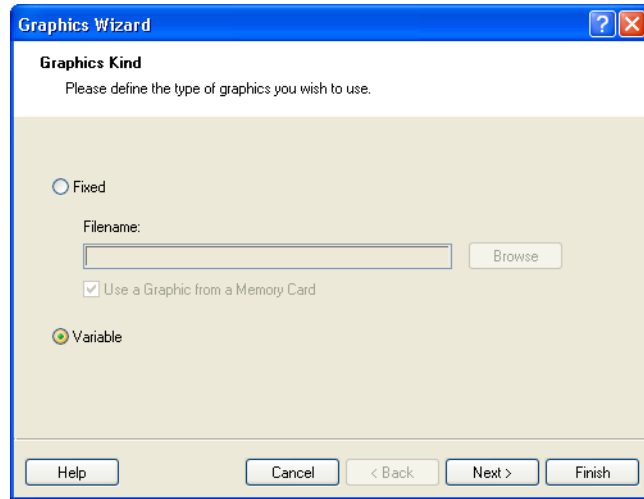 Graphics Wizard
Graphics Kind
Please define the type of graphics you wish to use.
Fixed
Filename:
Browse
Use a Graphic from a Memory Card
Variable
Help Cancel < Back Next > Finish